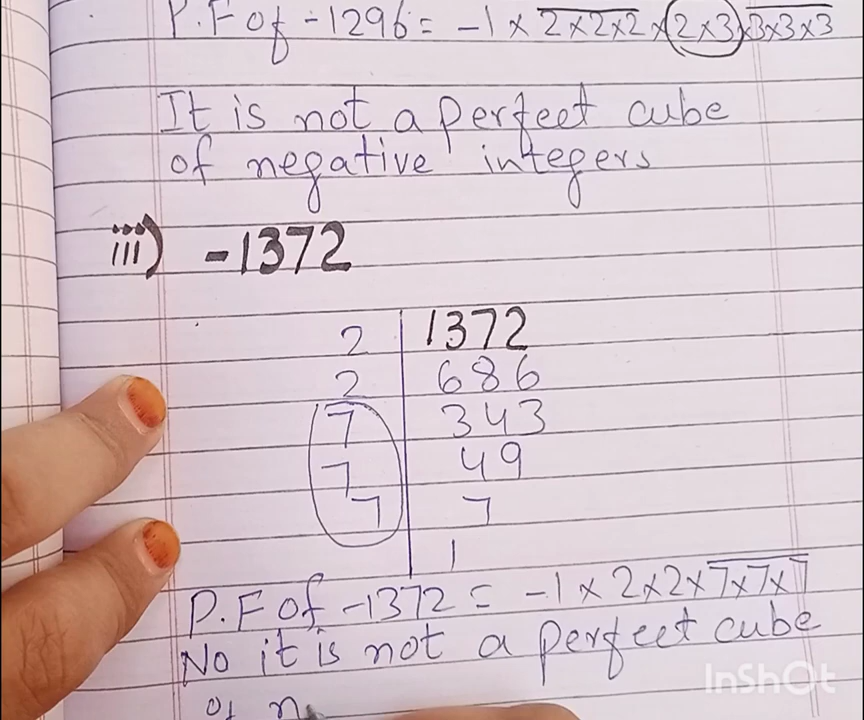 P.F of -1296 = -1 × 2×2×2 × 2×3 × 3×3×3
It is not a perfect cube
of negative integers
iii) -1372
2 | 1372
2 | 686
7 | 343
7 | 49
7 | 7
1
P.F of -1372 = -1 × 2×2×7×7×7
No it is not a perfect cube
of n
InShOt